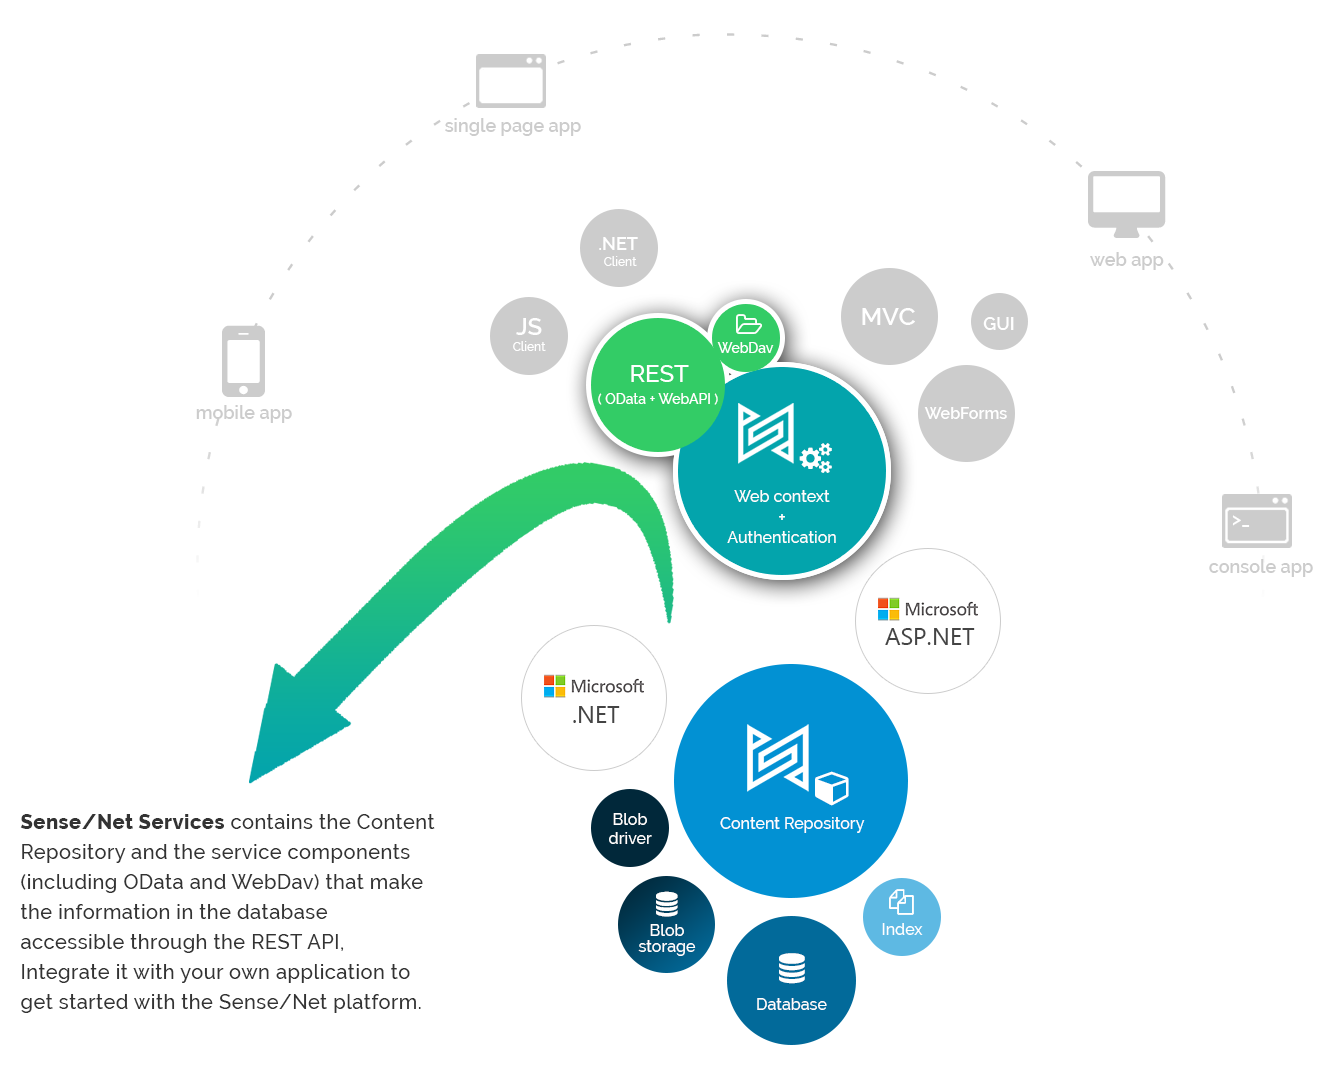 single page app
web app
mobile app
console app
.NET
Client
JS
Client
REST
( OData + WebAPI )
WebDav
MVC
GUI
WebForms
Web context
+
Authentication
Microsoft
ASP.NET
Microsoft
.NET
Content Repository
Blob
driver
Blob
storage
Index
Database
Sense/Net Services contains the Content
Repository and the service components
(including OData and WebDav) that make
the information in the database
accessible through the REST API,
Integrate it with your own application to
get started with the Sense/Net platform.